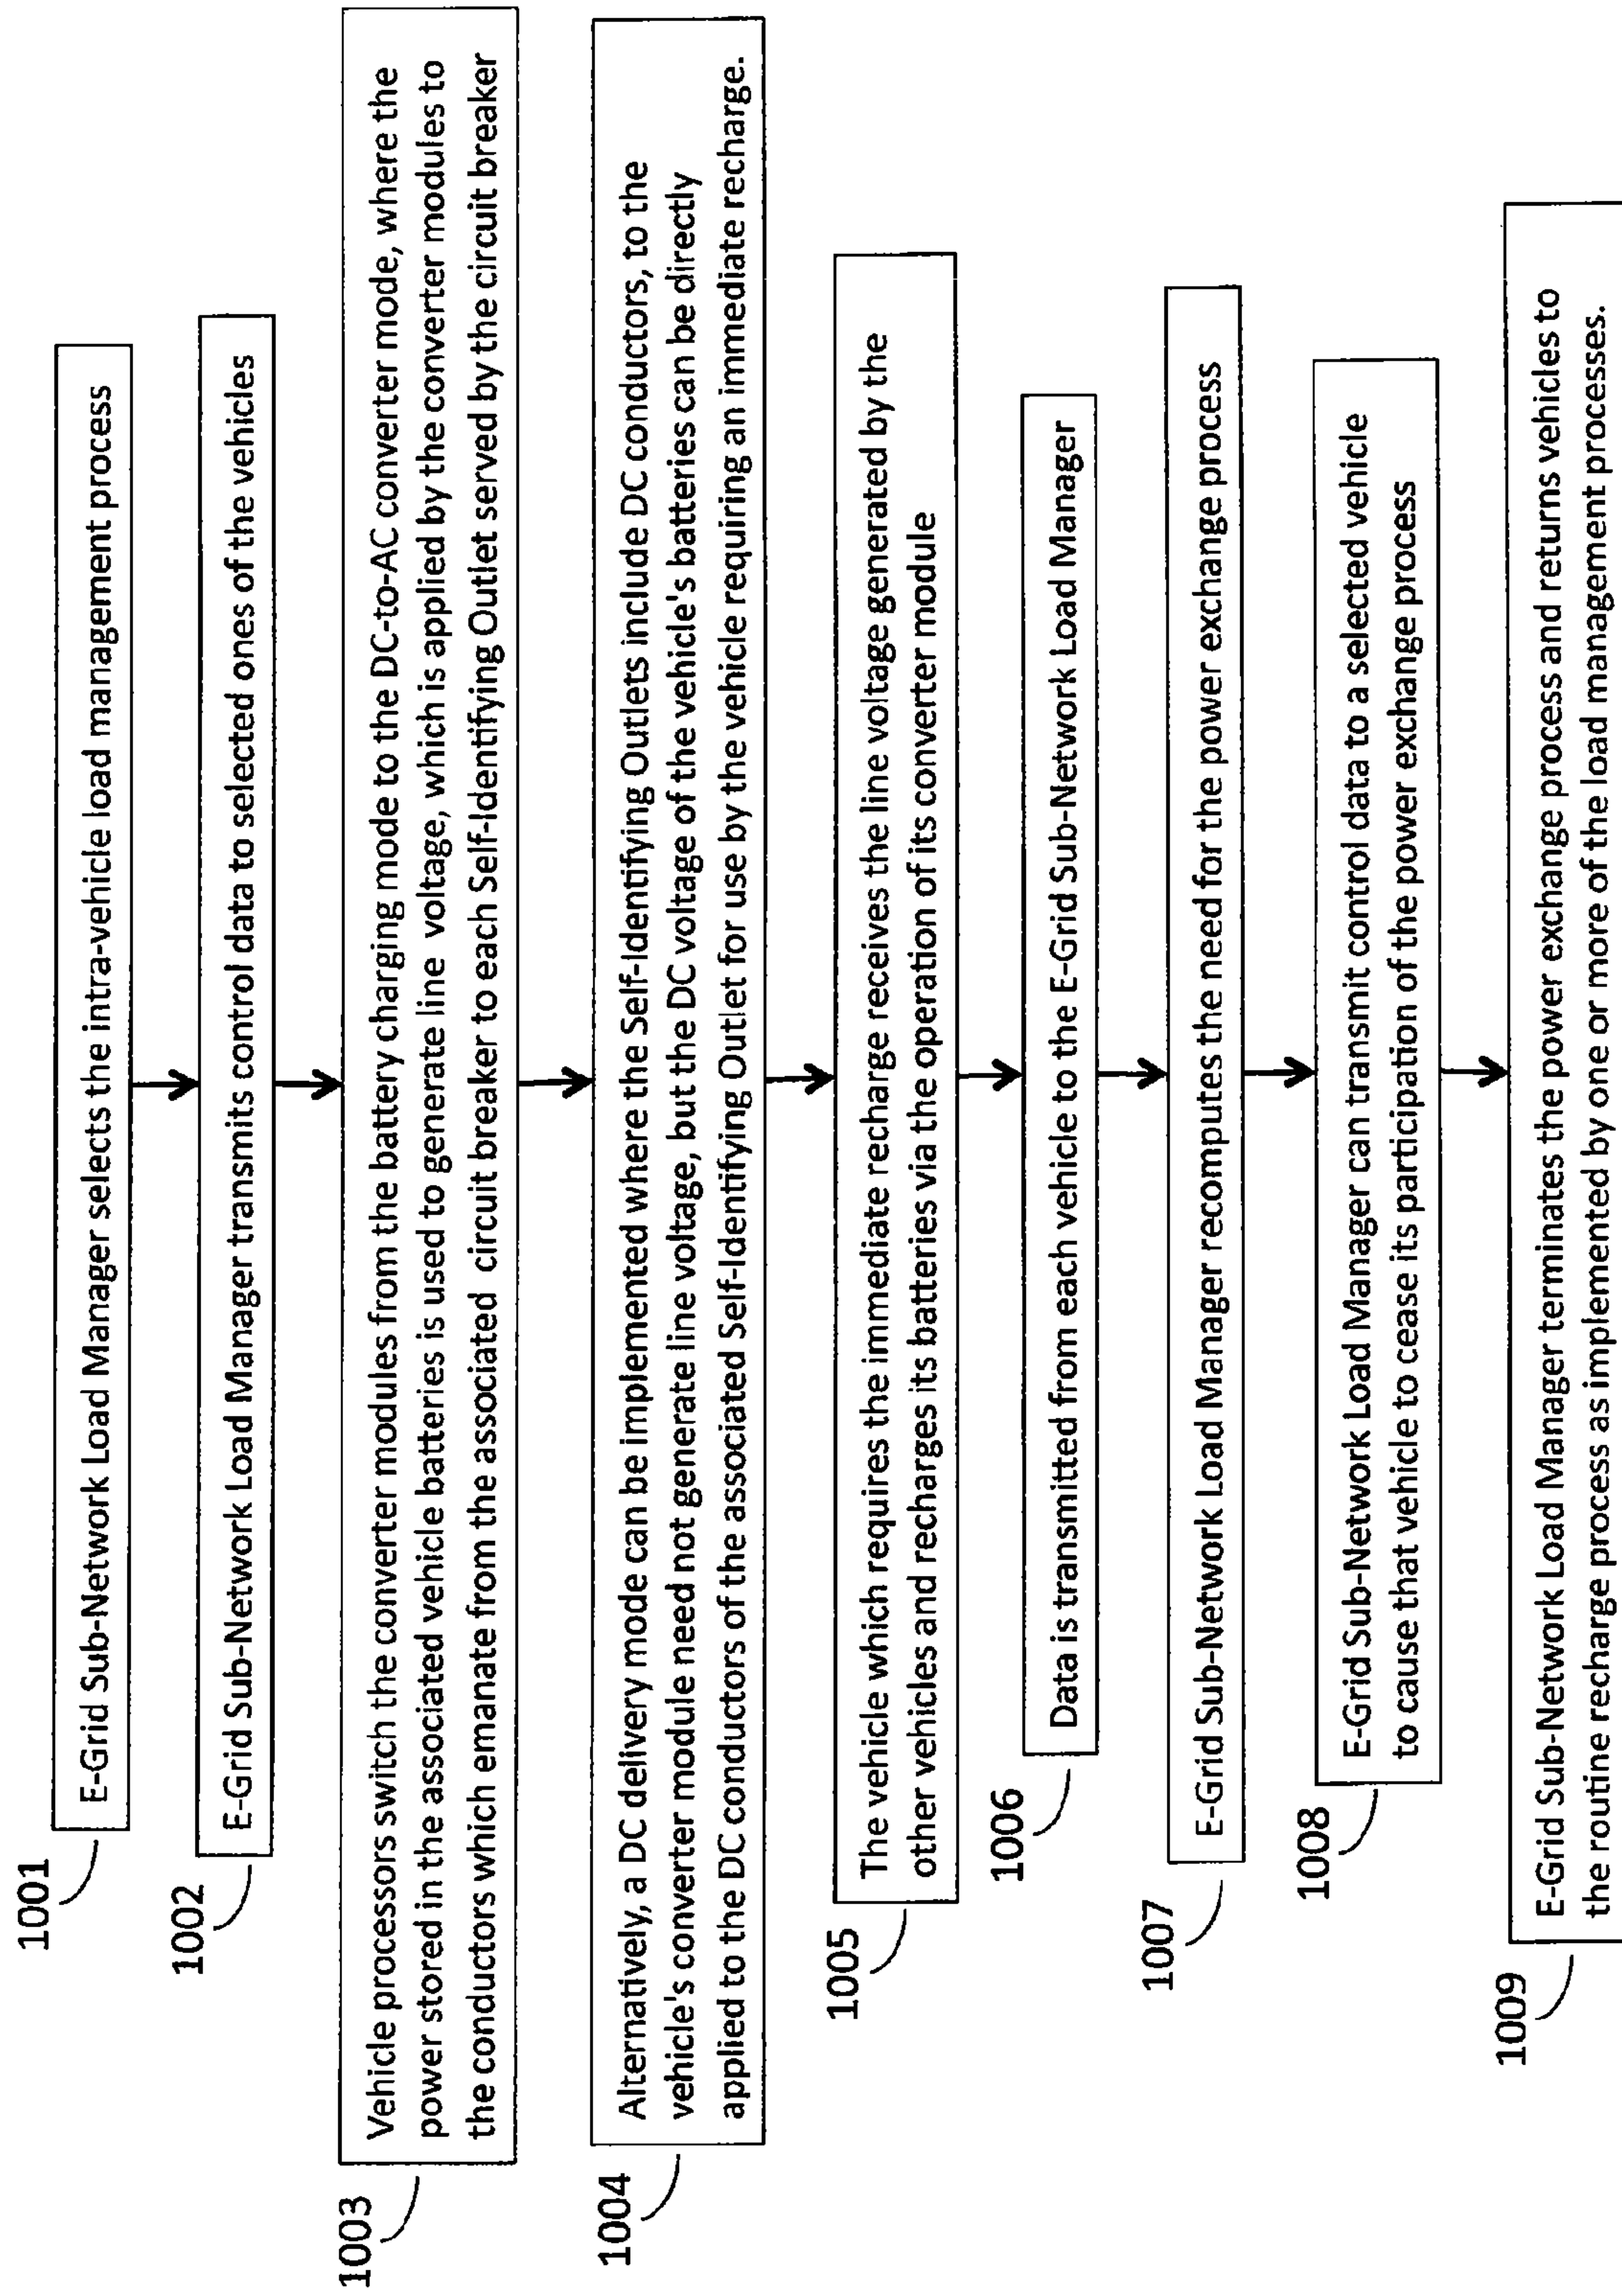 1001
E-Grid Sub-Network Load Manager selects the intra-vehicle load management process
1002
E-Grid Sub-Network Load Manager transmits control data to selected ones of the vehicles
1003
Vehicle processors switch the converter modules from the battery charging mode to the DC-to-AC converter mode, where the
power stored in the associated vehicle batteries is used to generate line voltage, which is applied by the converter modules to
the conductors which emanate from the associated circuit breaker to each Self-Identifying Outlet served by the circuit breaker
1004
Alternatively, a DC delivery mode can be implemented where the Self-Identifying Outlets include DC conductors, to the
vehicle's converter module need not generate line voltage, but the DC voltage of the vehicle's batteries can be directly
applied to the DC conductors of the associated Self-Identifying Outlet for use by the vehicle requiring an immediate recharge.
1005
The vehicle which requires the immediate recharge receives the line voltage generated by the
other vehicles and recharges its batteries via the operation of its converter module
1006
Data is transmitted from each vehicle to the E-Grid Sub-Network Load Manager
1007
E-Grid Sub-Network Load Manager recomputes the need for the power exchange process
1008
E-Grid Sub-Network Load Manager can transmit control data to a selected vehicle
to cause that vehicle to cease its participation of the power exchange process
1009
E-Grid Sub-Network Load Manager terminates the power exchange process and returns vehicles to
the routine recharge process as implemented by one or more of the load management processes.